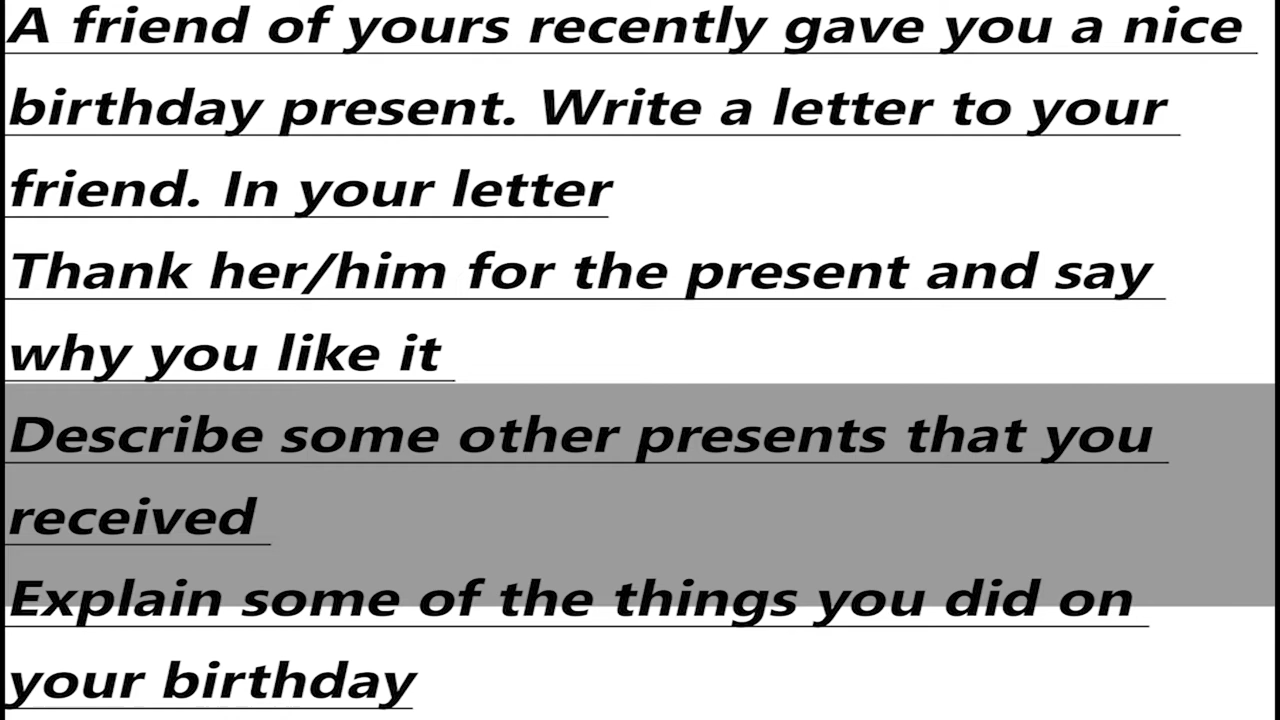 A friend of yours recently gave you a nice
birthday present. Write a letter to your
friend. In your letter
Thank her/him for the present and say
why you like it
Describe some other presents that you
received
Explain some of the things you did on
your birthday